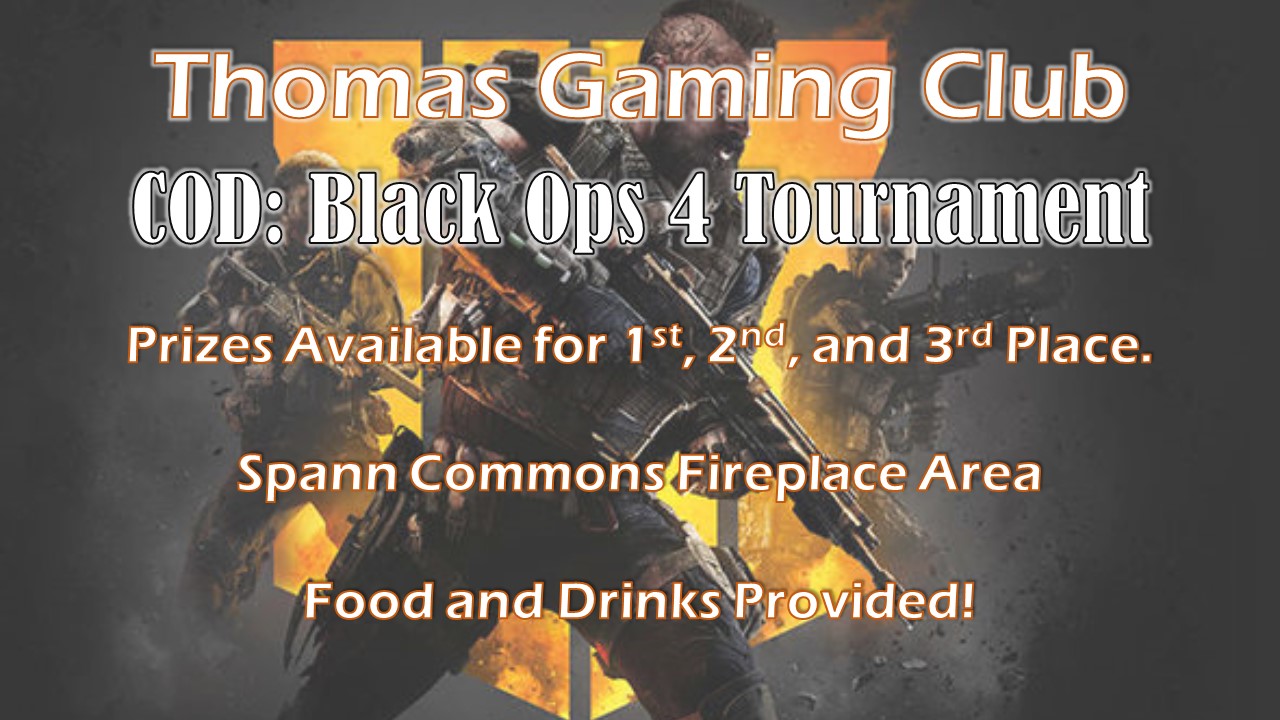 Thomas Gaming Club
COD: Black Ops 4 Tournament
Prizes Available for 1st, 2nd, and 3rd Place.
Spann Commons Fireplace Area
Food and Drinks Provided!